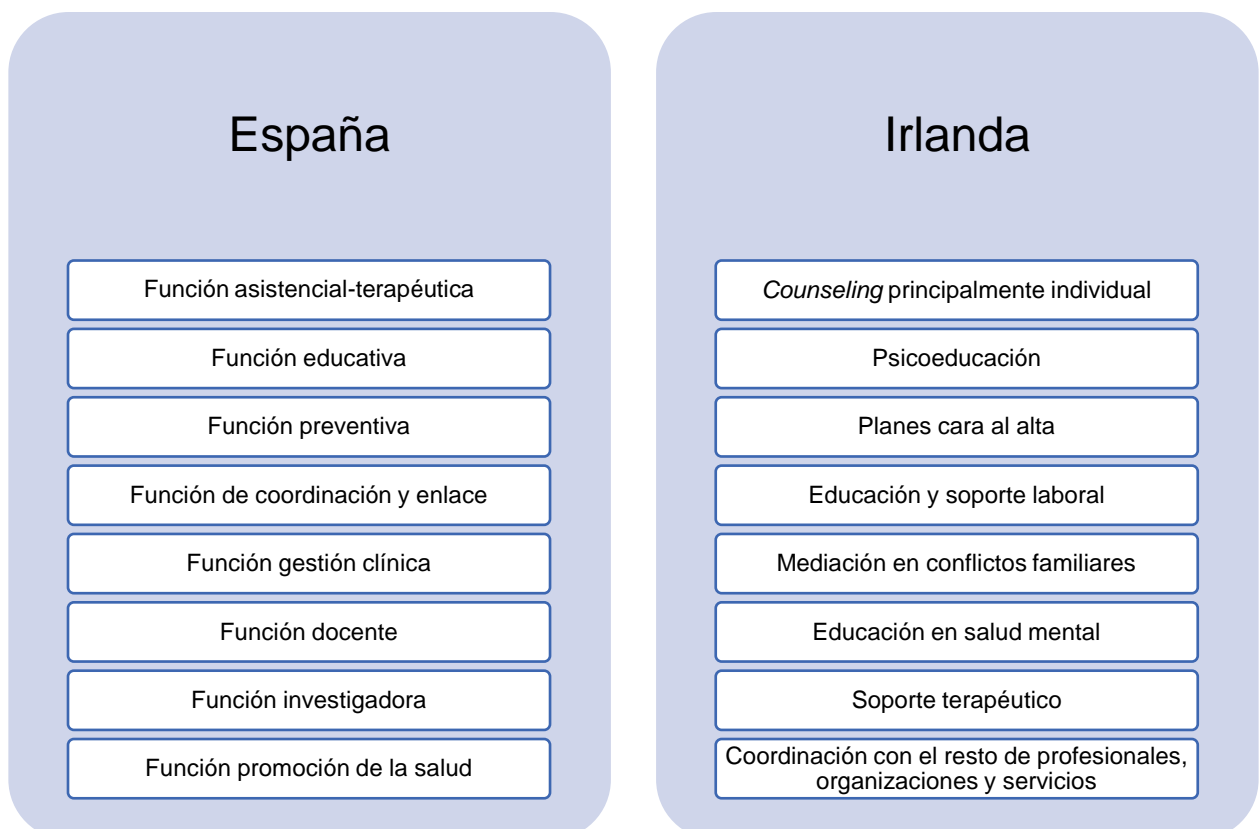 España
Función asistencial-terapéutica
Función educativa
Función preventiva
Función de coordinación y enlace
Función gestión clínica
Función docente
Función investigadora
Función promoción de la salud
Irlanda
Counseling principalmente individual
Psicoeducación
Planes cara al alta
Educación y soporte laboral
Mediación en conflictos familiares
Educación en salud mental
Soporte terapéutico
Coordinación con el resto de profesionales,
organizaciones y servicios